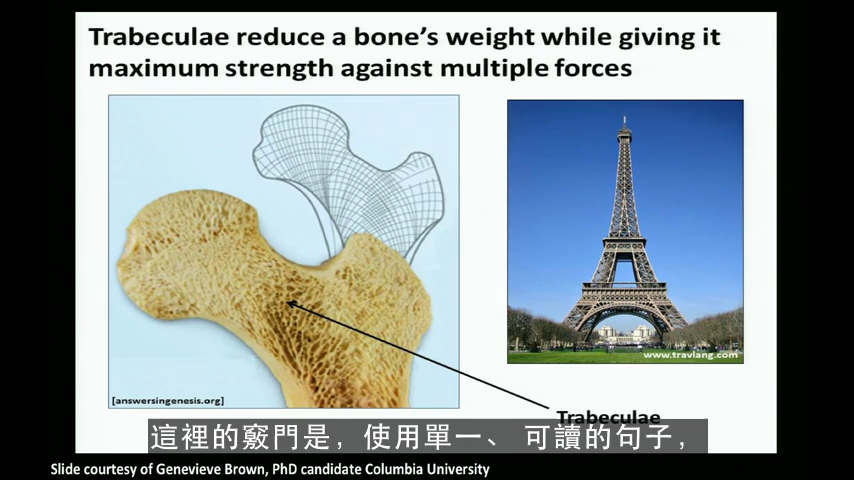 Trabeculae reduce a bone's weight while giving it
maximum strength against multiple forces
[answersingenesis.org]
www.travlang.com
Trabeculae
這裡的竅門是，使用單一、 可讀的句子，
Slide courtesy of Genevieve Brown, PhD candidate Columbia University